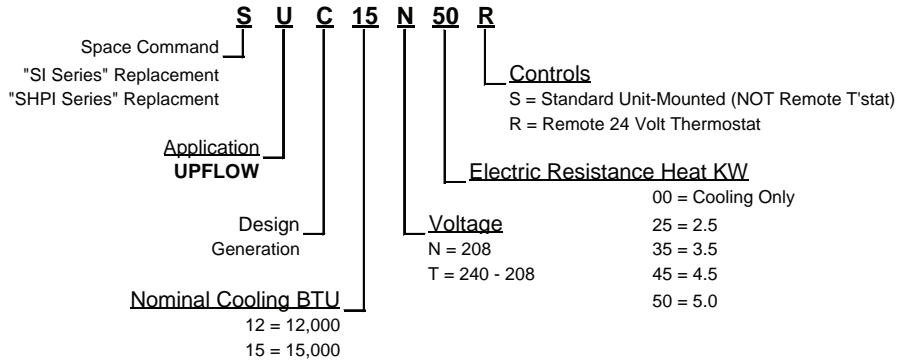 S U C 15 N 50 R
Space Command
"SI Series" Replacement
"SHPI Series" Replacment
Controls
S = Standard Unit-Mounted (NOT Remote T'stat)
R = Remote 24 Volt Thermostat
Application
UPFLOW
Electric Resistance Heat KW
00 = Cooling Only
25 = 2.5
35 = 3.5
45 = 4.5
50 = 5.0
Design
Generation
Voltage
N = 208
T = 240 - 208
Nominal Cooling BTU
12 = 12,000
15 = 15,000